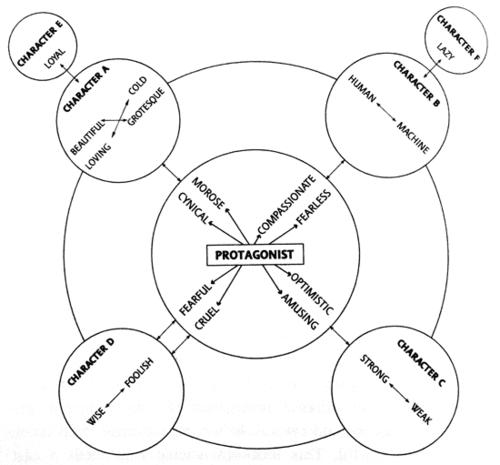 CHARACTER E
LOYAL
CHARACTER F
LAZY
CHARACTER A
COLD
GROTESQUE
BEAUTIFUL
LOVING
CHARACTER B
HUMAN
MACHINE
MOROSE
CYNICAL
COMPASSIONATE
FEARLESS
PROTAGONIST
FEARFUL
CRUEL
OPTIMISTIC
AMUSING
CHARACTER D
FOOLISH
WISE
CHARACTER C
STRONG
WEAK